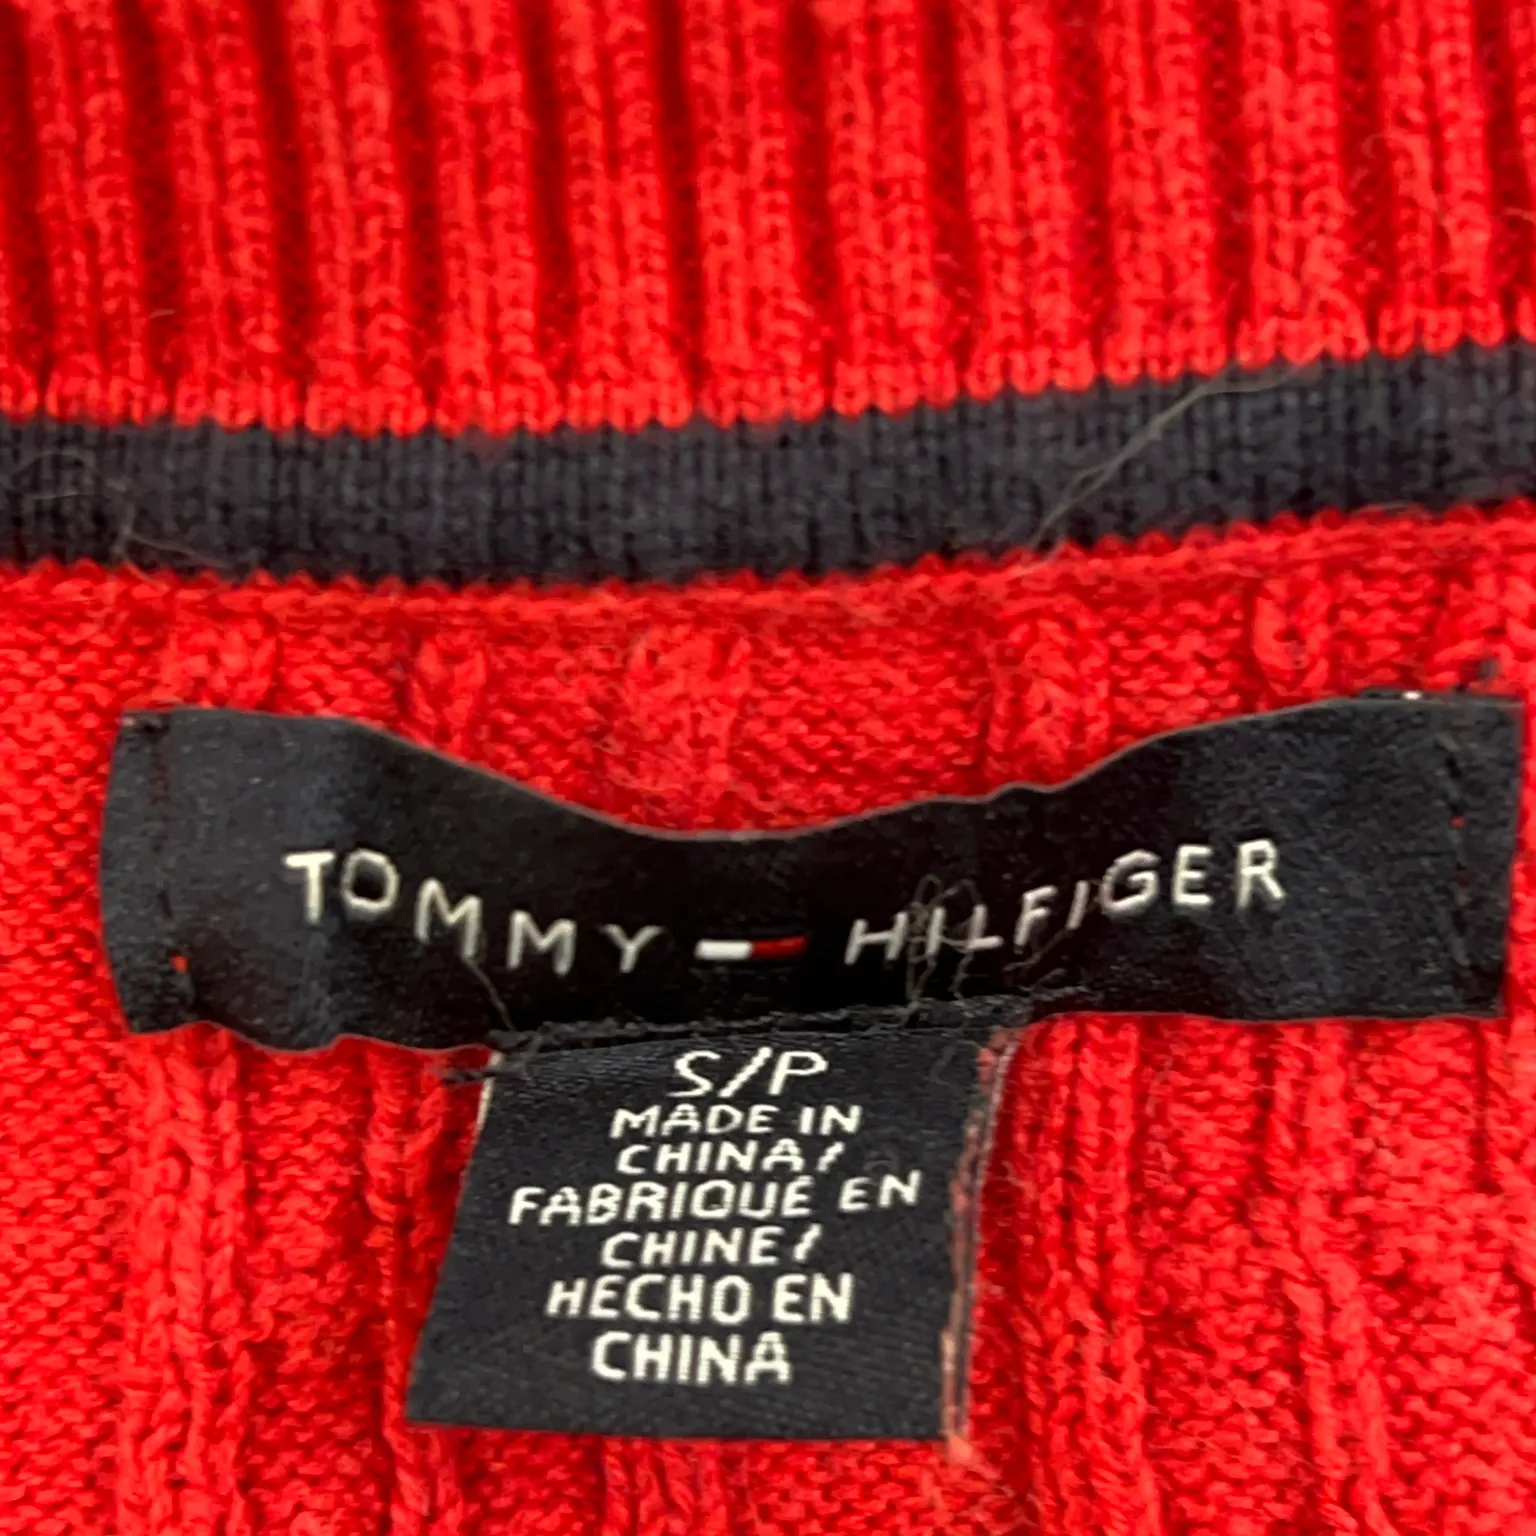 TOMMY HILFIGER
S/P
MADE IN
CHINA/
FABRIQUÉ EN
CHINE/
HECHO EN
CHINA